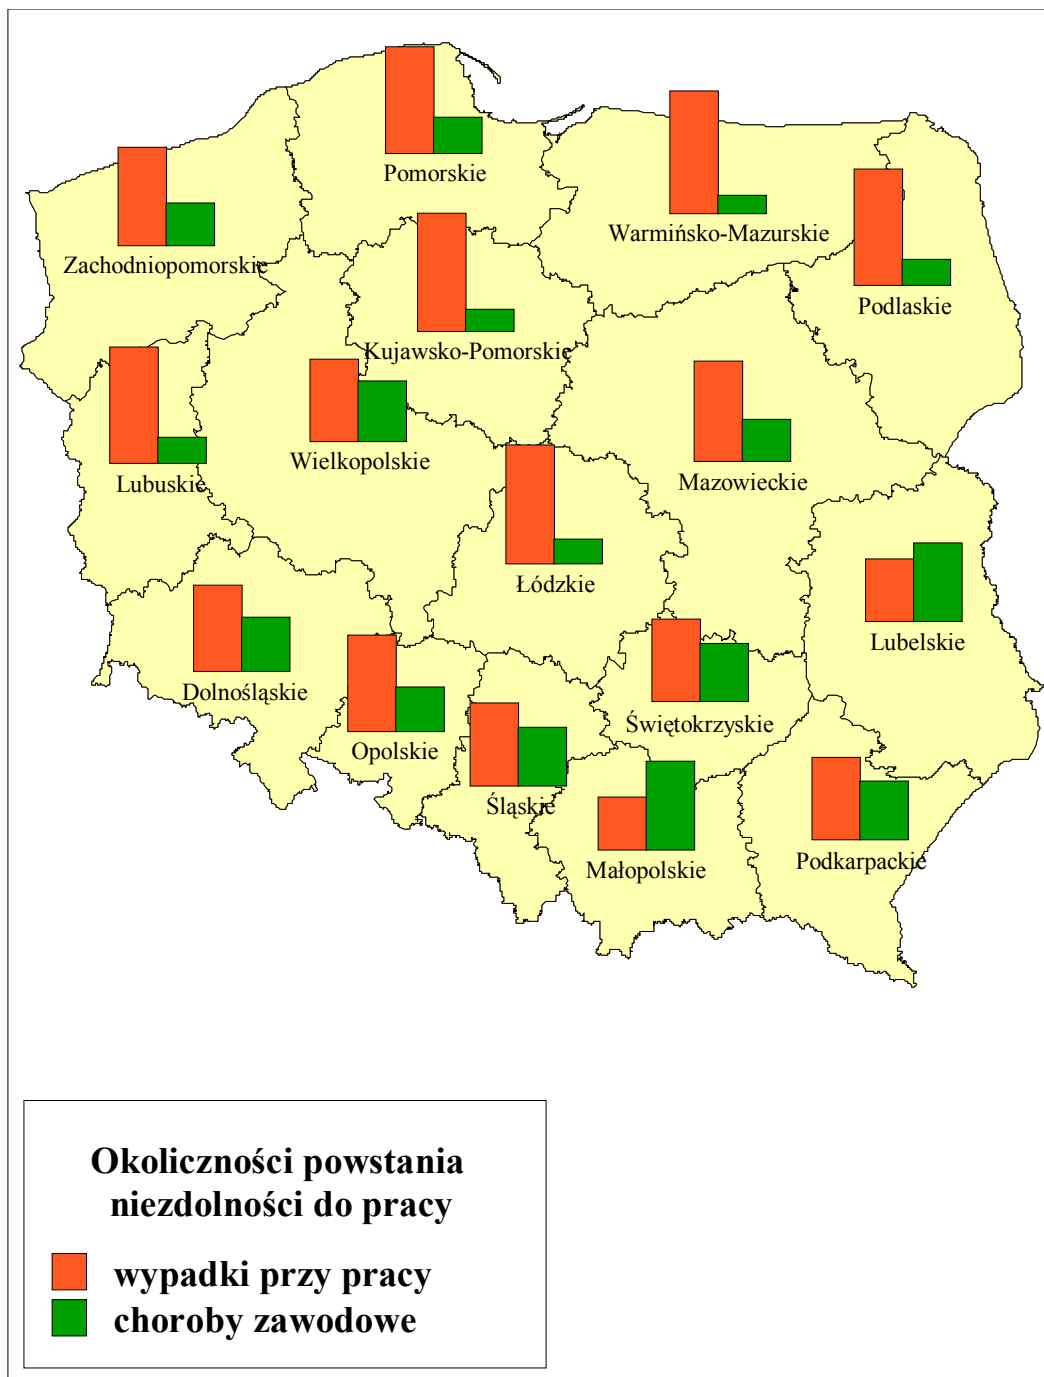 Pomorskie
Warmińsko-Mazurskie
Zachodniopomorskie
Podlaskie
Kujawsko-Pomorskie
Wielkopolskie
Mazowieckie
Lubuskie
Łódzkie
Lubelskie
Dolnośląskie
Świętokrzyskie
Opolskie
Śląskie
Podkarpackie
Małopolskie
Okoliczności powstania
niezdolności do pracy
wypadki przy pracy
choroby zawodowe